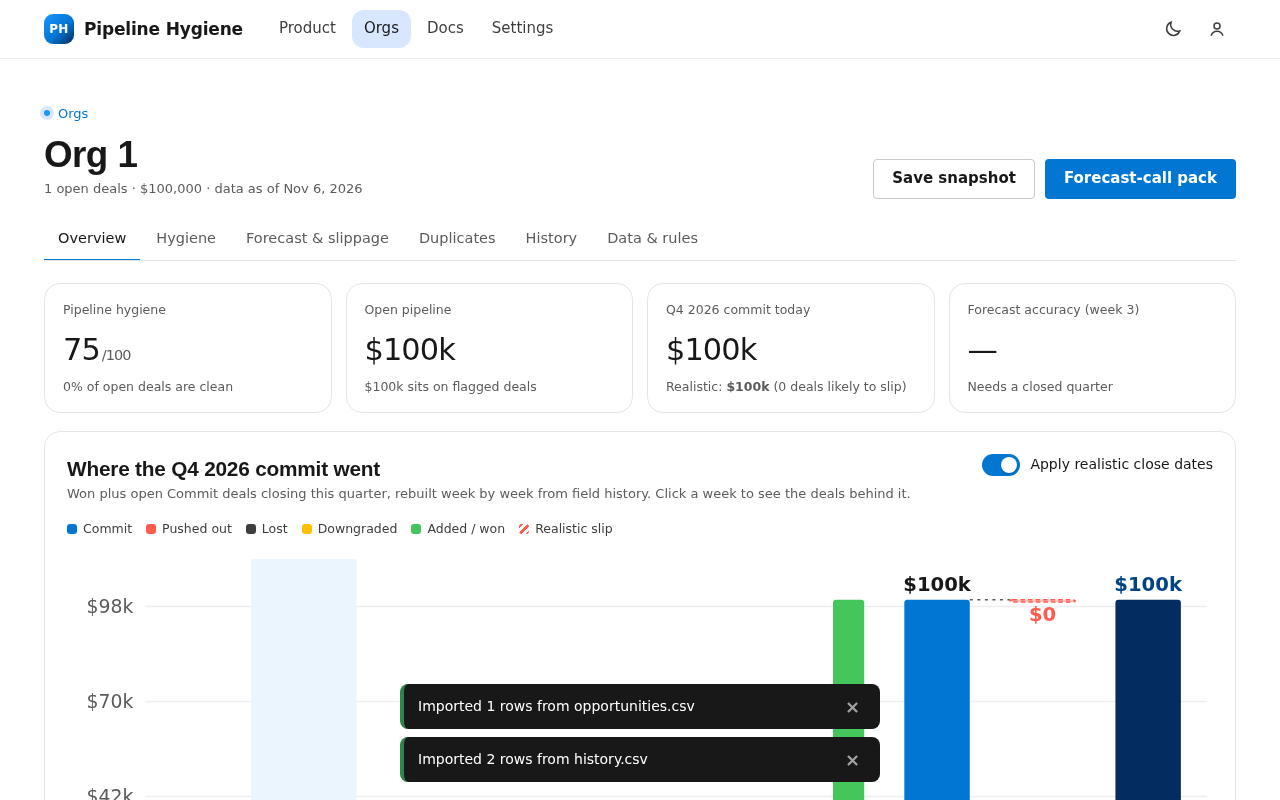 PH Pipeline Hygiene Product Orgs Docs Settings
Orgs
Org 1
1 open deals · $100,000 · data as of Nov 6, 2026
Save snapshot Forecast-call pack
Overview Hygiene Forecast & slippage Duplicates History Data & rules
Pipeline hygiene
75 /100
0% of open deals are clean
Open pipeline
$100k
$100k sits on flagged deals
Q4 2026 commit today
$100k
Realistic: $100k (0 deals likely to slip)
Forecast accuracy (week 3)
—
Needs a closed quarter
Where the Q4 2026 commit went
Apply realistic close dates
Won plus open Commit deals closing this quarter, rebuilt week by week from field history. Click a week to see the deals behind it.
Commit Pushed out Lost Downgraded Added / won Realistic slip
$100k $100k
$98k
$0
$70k
Imported 1 rows from opportunities.csv ×
Imported 2 rows from history.csv ×
$42k